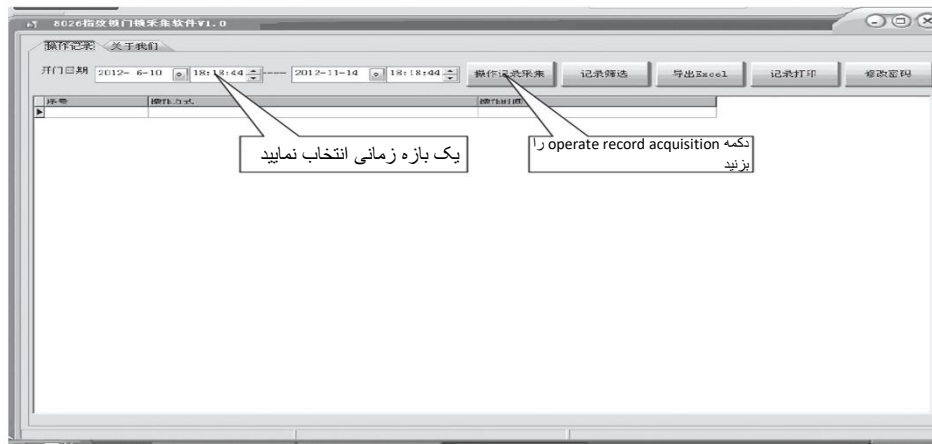 8026指纹锁门锁采集软件V1.0
操作记录 关于我们
开门日期 2012- 6-10 18:18:44 ---- 2012-11-14 18:18:44 操作记录采集 记录筛选 导出Excel 记录打印 修改密码
序号 操作方式 操作时间
یک بازه زمانی انتخاب نمایید
دکمه operate record acquisition را
بزنید